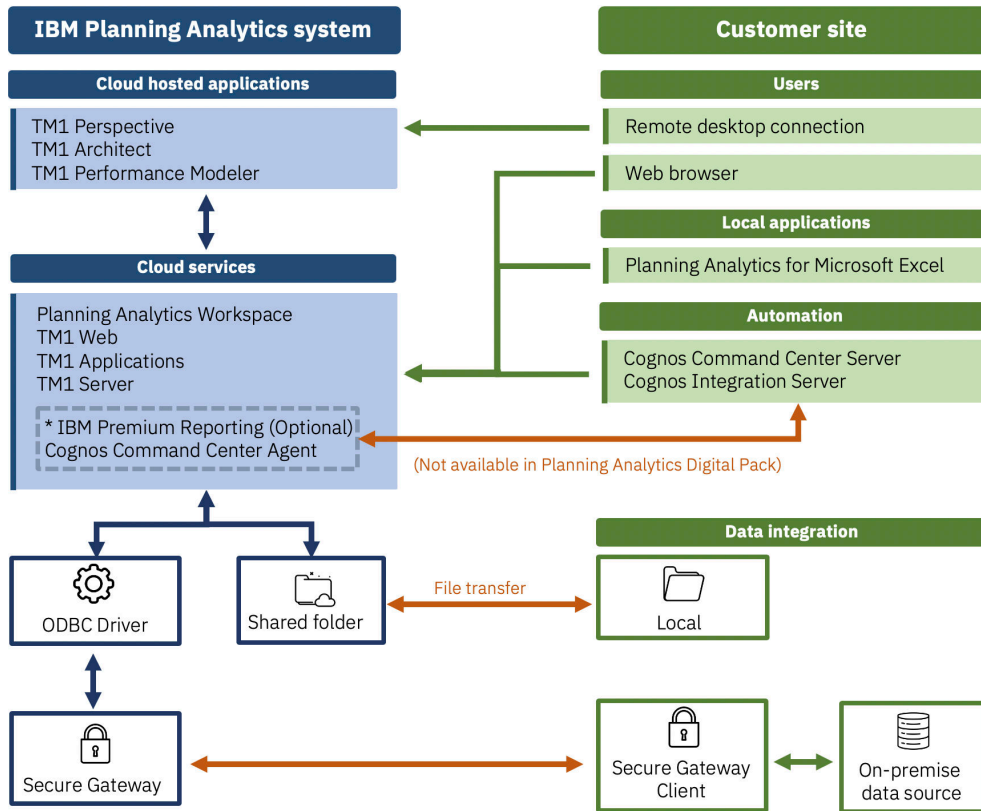 IBM Planning Analytics system
Cloud hosted applications
TM1 Perspective
TM1 Architect
TM1 Performance Modeler
Cloud services
Planning Analytics Workspace
TM1 Web
TM1 Applications
TM1 Server
* IBM Premium Reporting (Optional)
Cognos Command Center Agent
Customer site
Users
Remote desktop connection
Web browser
Local applications
Planning Analytics for Microsoft Excel
Automation
Cognos Command Center Server
Cognos Integration Server
(Not available in Planning Analytics Digital Pack)
Data integration
ODBC Driver
Shared folder
File transfer
Local
Secure Gateway
Secure Gateway
Client
On-premise
data source